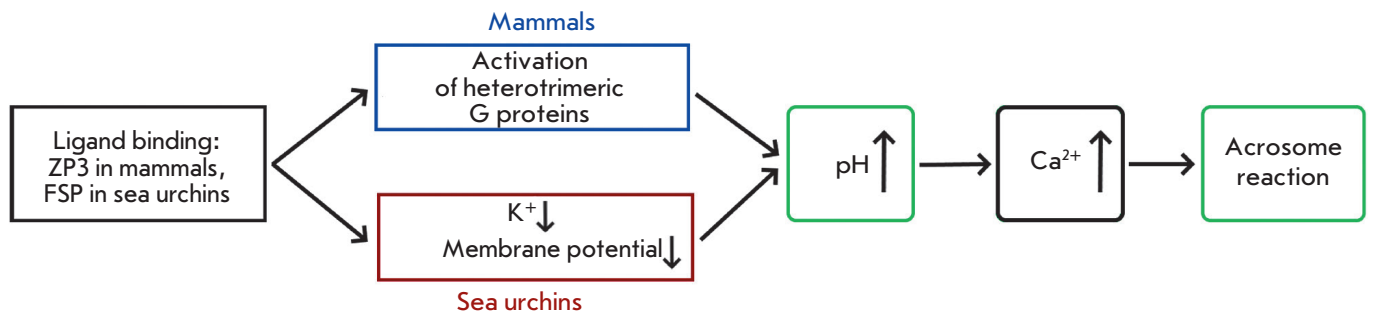 Mammals
Activation
of heterotrimeric
G proteins
Ligand binding:
ZP3 in mammals,
FSP in sea urchins
pH
Ca²⁺
Acrosome
reaction
K⁺
Membrane potential
Sea urchins